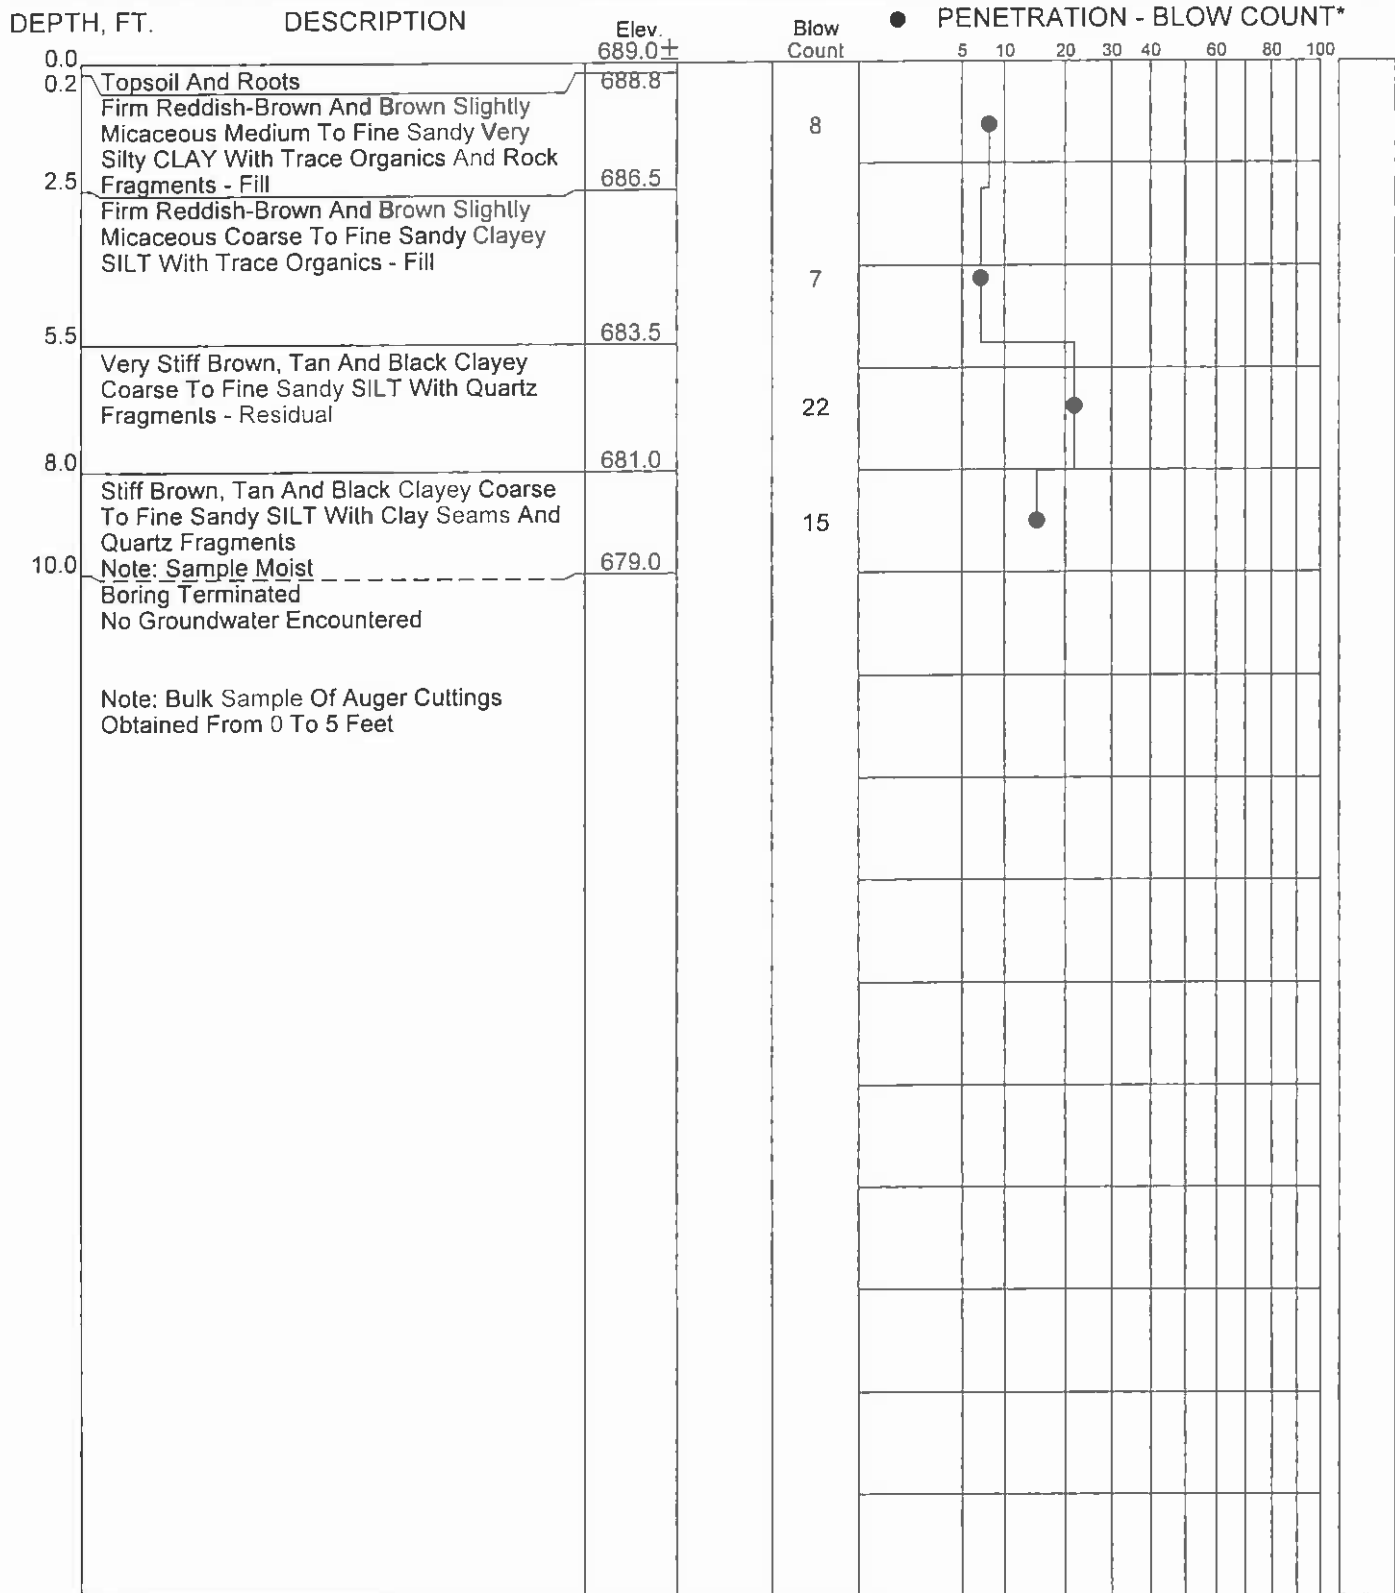 DEPTH, FT. DESCRIPTION Elev. 689.0± Blow Count ● PENETRATION - BLOW COUNT*
5 10 20 30 40 60 80 100
0.0
0.2 Topsoil And Roots 688.8
Firm Reddish-Brown And Brown Slightly
Micaceous Medium To Fine Sandy Very 8
Silty CLAY With Trace Organics And Rock
2.5 Fragments - Fill 686.5
Firm Reddish-Brown And Brown Slightly
Micaceous Coarse To Fine Sandy Clayey
SILT With Trace Organics - Fill 7
5.5 683.5
Very Stiff Brown, Tan And Black Clayey
Coarse To Fine Sandy SILT With Quartz
Fragments - Residual 22
8.0 681.0
Stiff Brown, Tan And Black Clayey Coarse
To Fine Sandy SILT With Clay Seams And 15
Quartz Fragments
10.0 Note: Sample Moist 679.0
Boring Terminated
No Groundwater Encountered
Note: Bulk Sample Of Auger Cuttings
Obtained From 0 To 5 Feet